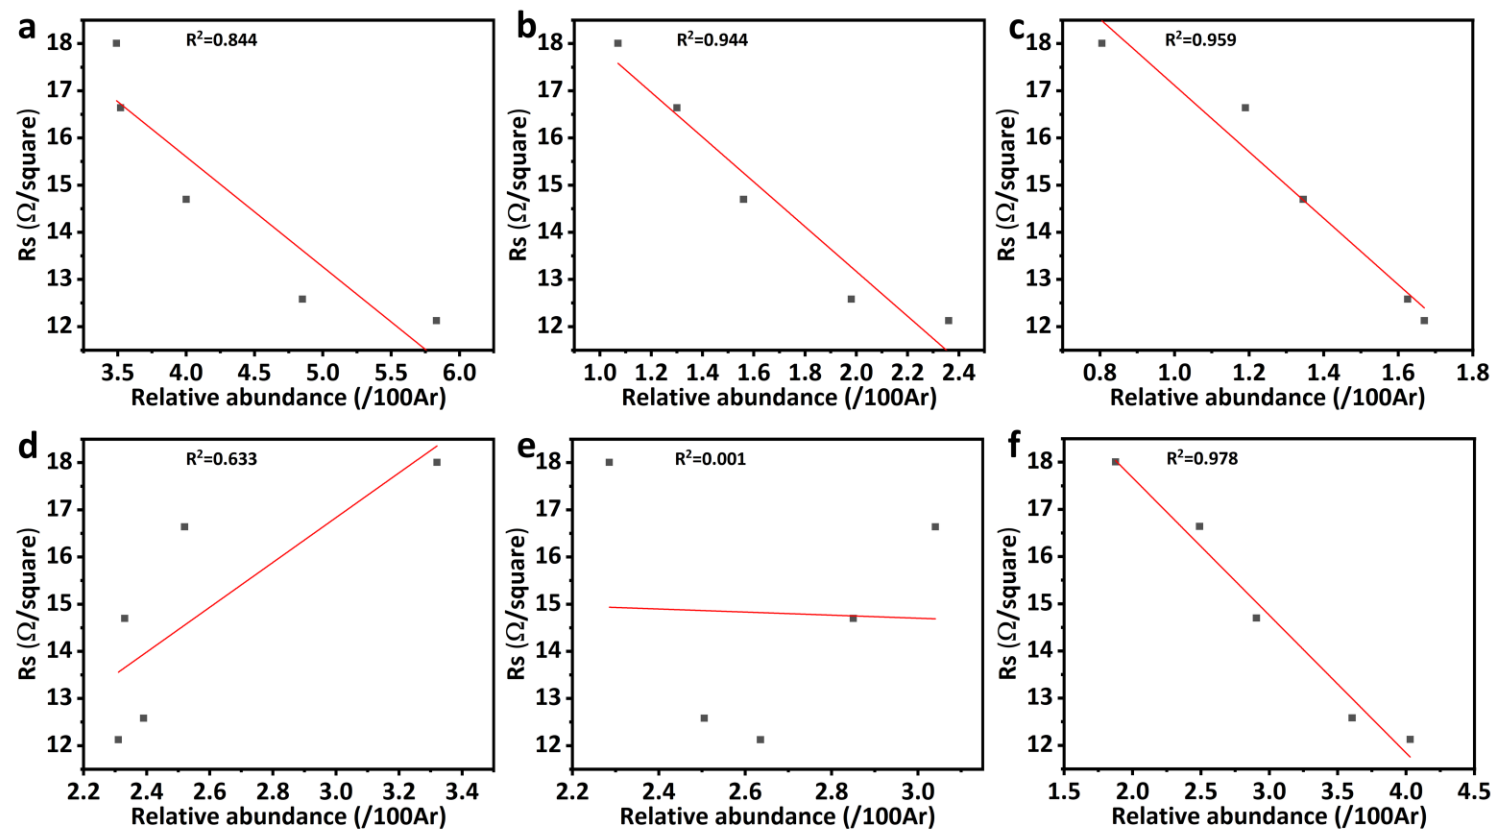 a
R²=0.844
18
17
16
15
14
13
12
Rs (Ω/square)
3.5 4.0 4.5 5.0 5.5 6.0
Relative abundance (/100Ar)
b
R²=0.944
18
17
16
15
14
13
12
Rs (Ω/square)
1.0 1.2 1.4 1.6 1.8 2.0 2.2 2.4
Relative abundance (/100Ar)
c
R²=0.959
18
17
16
15
14
13
12
Rs (Ω/square)
0.8 1.0 1.2 1.4 1.6 1.8
Relative abundance (/100Ar)
d
R²=0.633
18
17
16
15
14
13
12
Rs (Ω/square)
2.2 2.4 2.6 2.8 3.0 3.2 3.4
Relative abundance (/100Ar)
e
R²=0.001
18
17
16
15
14
13
12
Rs (Ω/square)
2.2 2.4 2.6 2.8 3.0
Relative abundance (/100Ar)
f
R²=0.978
18
17
16
15
14
13
12
Rs (Ω/square)
1.5 2.0 2.5 3.0 3.5 4.0 4.5
Relative abundance (/100Ar)